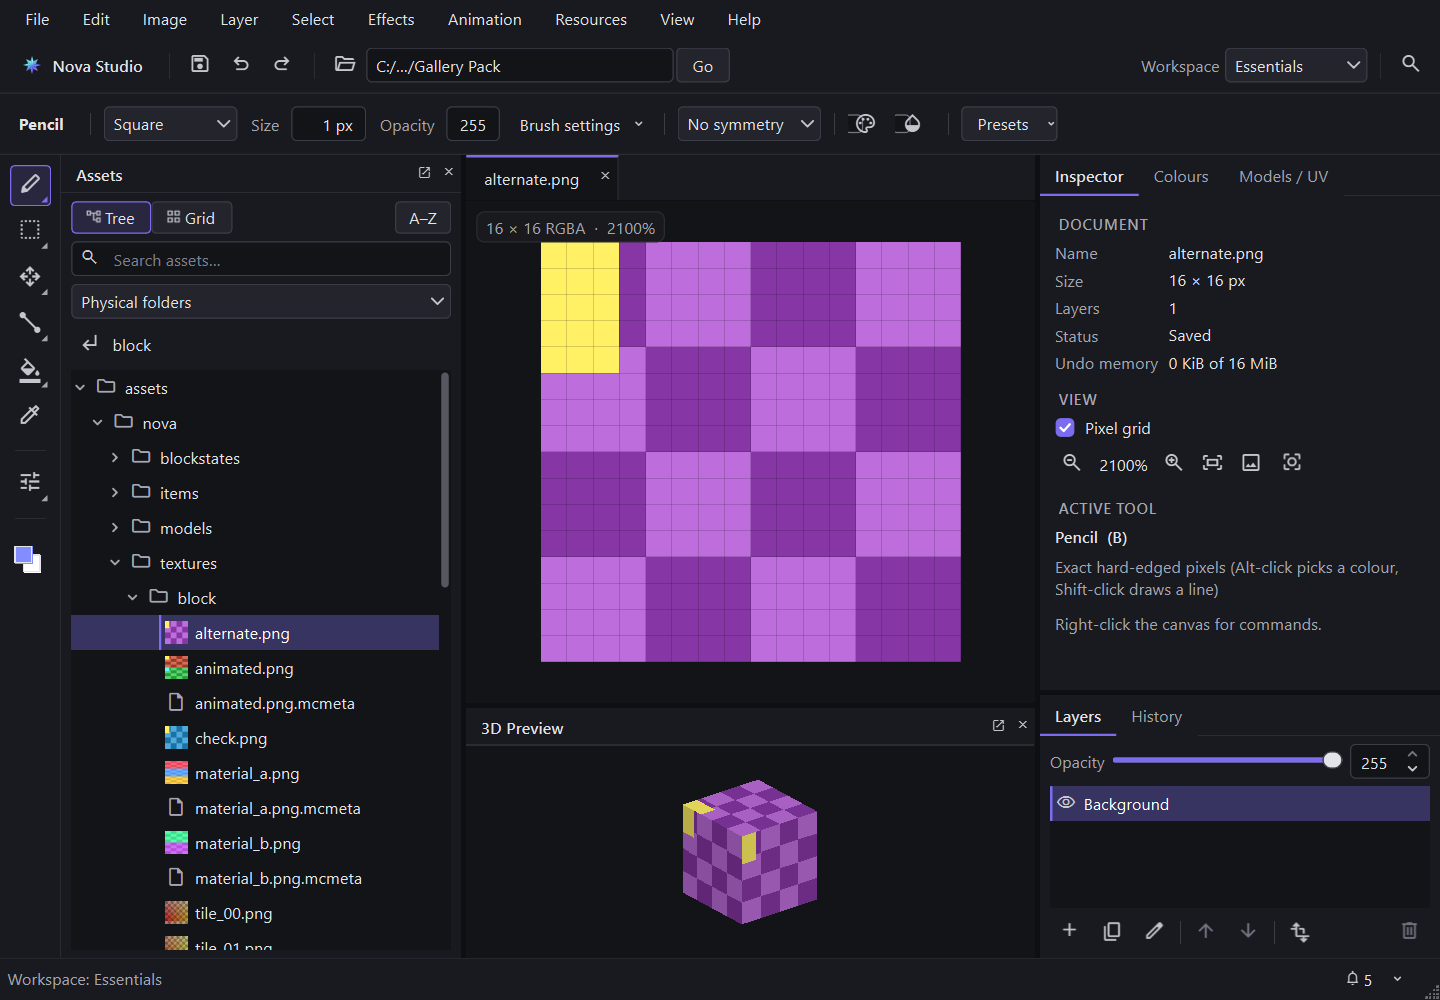 File Edit Image Layer Select Effects Animation Resources View Help
Nova Studio C:/.../Gallery Pack Go Workspace Essentials
Pencil Square Size 1 px Opacity 255 Brush settings No symmetry Presets
Assets
Tree Grid A–Z
Search assets...
Physical folders
block
assets
nova
blockstates
items
models
textures
block
alternate.png
animated.png
animated.png.mcmeta
check.png
material_a.png
material_a.png.mcmeta
material_b.png
material_b.png.mcmeta
tile_00.png
tile_01.png
alternate.png
16 × 16 RGBA · 2100%
3D Preview
Inspector Colours Models / UV
DOCUMENT
Name alternate.png
Size 16 × 16 px
Layers 1
Status Saved
Undo memory 0 KiB of 16 MiB
VIEW
Pixel grid
2100%
ACTIVE TOOL
Pencil (B)
Exact hard-edged pixels (Alt-click picks a colour,
Shift-click draws a line)
Right-click the canvas for commands.
Layers History
Opacity 255
Background
Workspace: Essentials 5